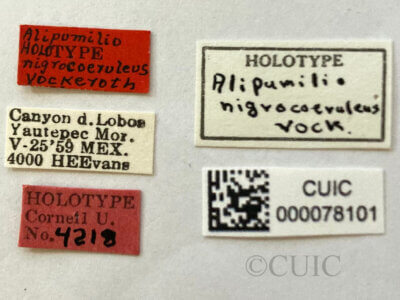 Alipumilio
HOLOTYPE
nigrocoeruleus
Vockeroth
Canyon d.Lobos
Yautepec Mor.
V-25'59 MEX.
4000 HEEvans
HOLOTYPE
Cornell U.
No.4218
HOLOTYPE
Alipumilio
nigrocoeruleus
Vock.
CUIC
000078101
©CUIC